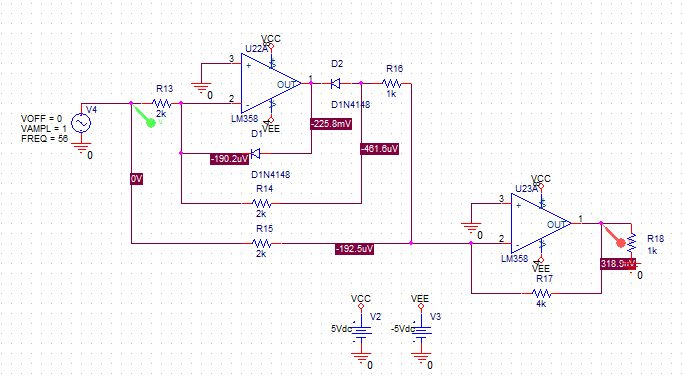 VCC
U22A
3
+
V+
OUT
1
0
2
-
V-
LM358
VEE
D2
D1N4148
R16
1k
R13
2k
V4
VOFF = 0
VAMPL = 1
FREQ = 56
0
-225.8mV
D1
-190.2uV
D1N4148
-461.6uV
0V
R14
2k
R15
2k
-192.5uV
VCC
U23A
3
+
V+
OUT
1
0
2
-
V-
LM358
VEE
R18
1k
318.9uV
0
R17
4k
VCC
V2
5Vdc
0
VEE
V3
-5Vdc
0